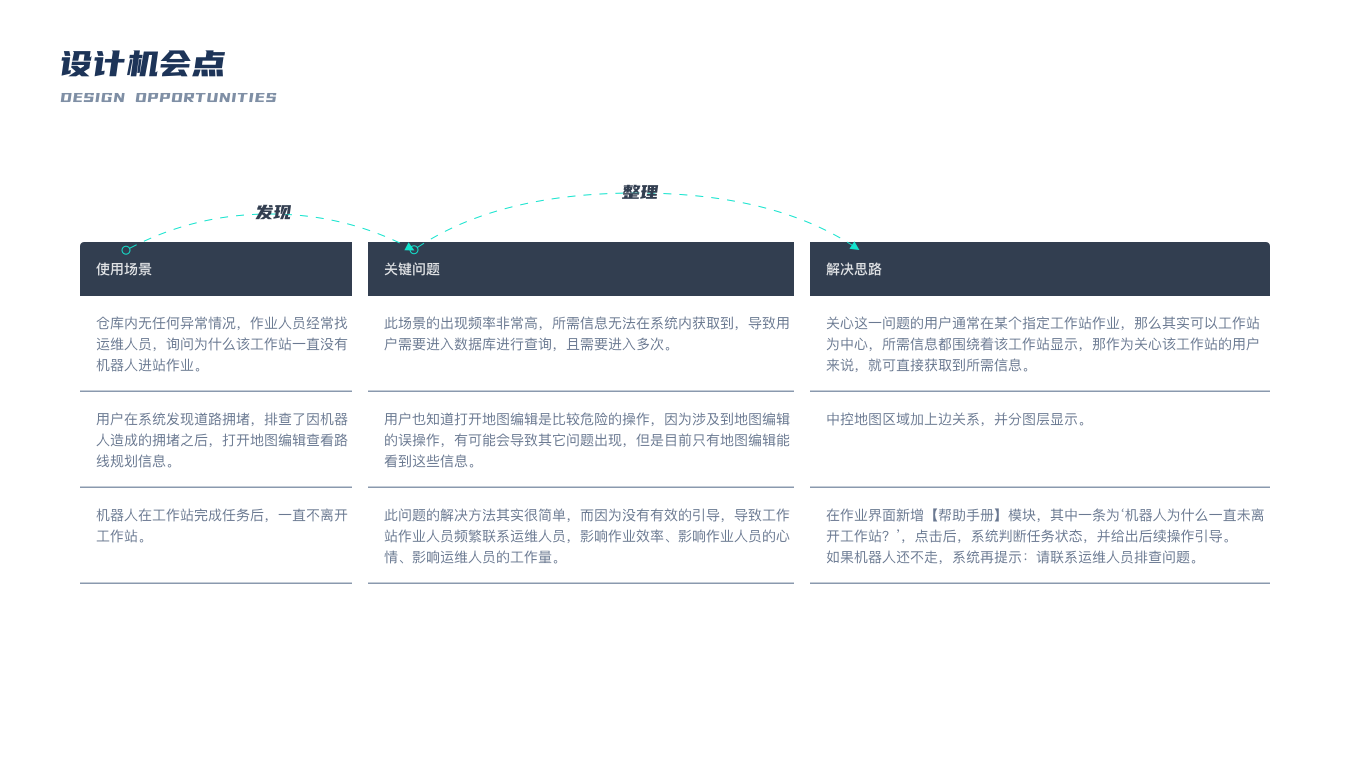 设计机会点
DESIGN OPPORTUNITIES
发现
整理
使用场景
关键问题
解决思路
仓库内无任何异常情况，作业人员经常找
运维人员，询问为什么该工作站一直没有
机器人进站作业。
此场景的出现频率非常高，所需信息无法在系统内获取到，导致用
户需要进入数据库进行查询，且需要进入多次。
关心这一问题的用户通常在某个指定工作站作业，那么其实可以工作站
为中心，所需信息都围绕着该工作站显示，那作为关心该工作站的用户
来说，就可直接获取到所需信息。
用户在系统发现道路拥堵，排查了因机器
人造成的拥堵之后，打开地图编辑查看路
线规划信息。
用户也知道打开地图编辑是比较危险的操作，因为涉及到地图编辑
的误操作，有可能会导致其它问题出现，但是目前只有地图编辑能
看到这些信息。
中控地图区域加上边关系，并分图层显示。
机器人在工作站完成任务后，一直不离开
工作站。
此问题的解决方法其实很简单，而因为没有有效的引导，导致工作
站作业人员频繁联系运维人员，影响作业效率、影响作业人员的心
情、影响运维人员的工作量。
在作业界面新增【帮助手册】模块，其中一条为‘机器人为什么一直未离
开工作站？’，点击后，系统判断任务状态，并给出后续操作引导。
如果机器人还不走，系统再提示：请联系运维人员排查问题。